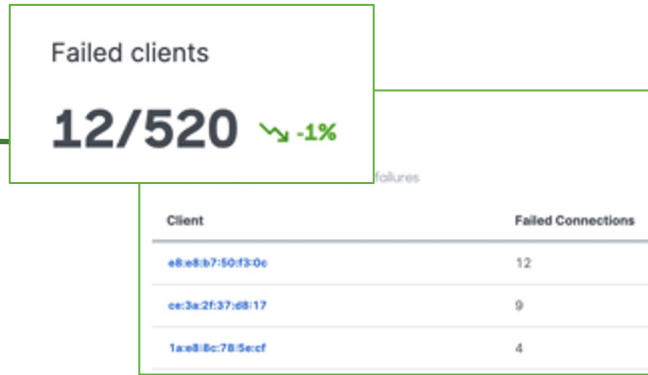 Failed clients
12/520 -1%
failures
Client Failed Connections
e8:e8:b7:50:f3:0c 12
ce:3a:2f:37:d8:17 9
1a:e8:8c:78:5e:cf 4